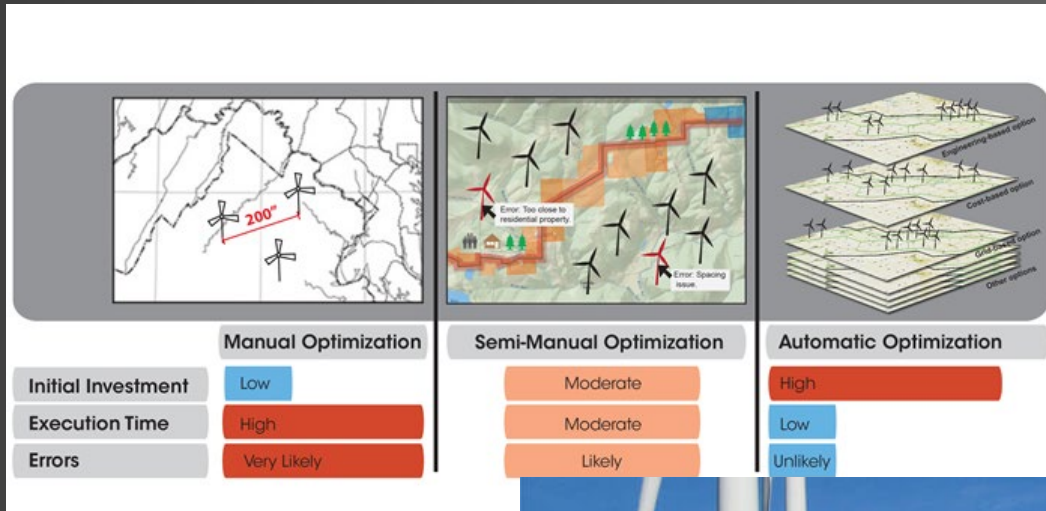 200"
Error: Too close to
residential property.
Error: Spacing
issue.
Engineering-based option
Cost-based option
Grid-based option
Other options
Manual Optimization
Semi-Manual Optimization
Automatic Optimization
Initial Investment
Low
Moderate
High
Execution Time
High
Moderate
Low
Errors
Very Likely
Likely
Unlikely